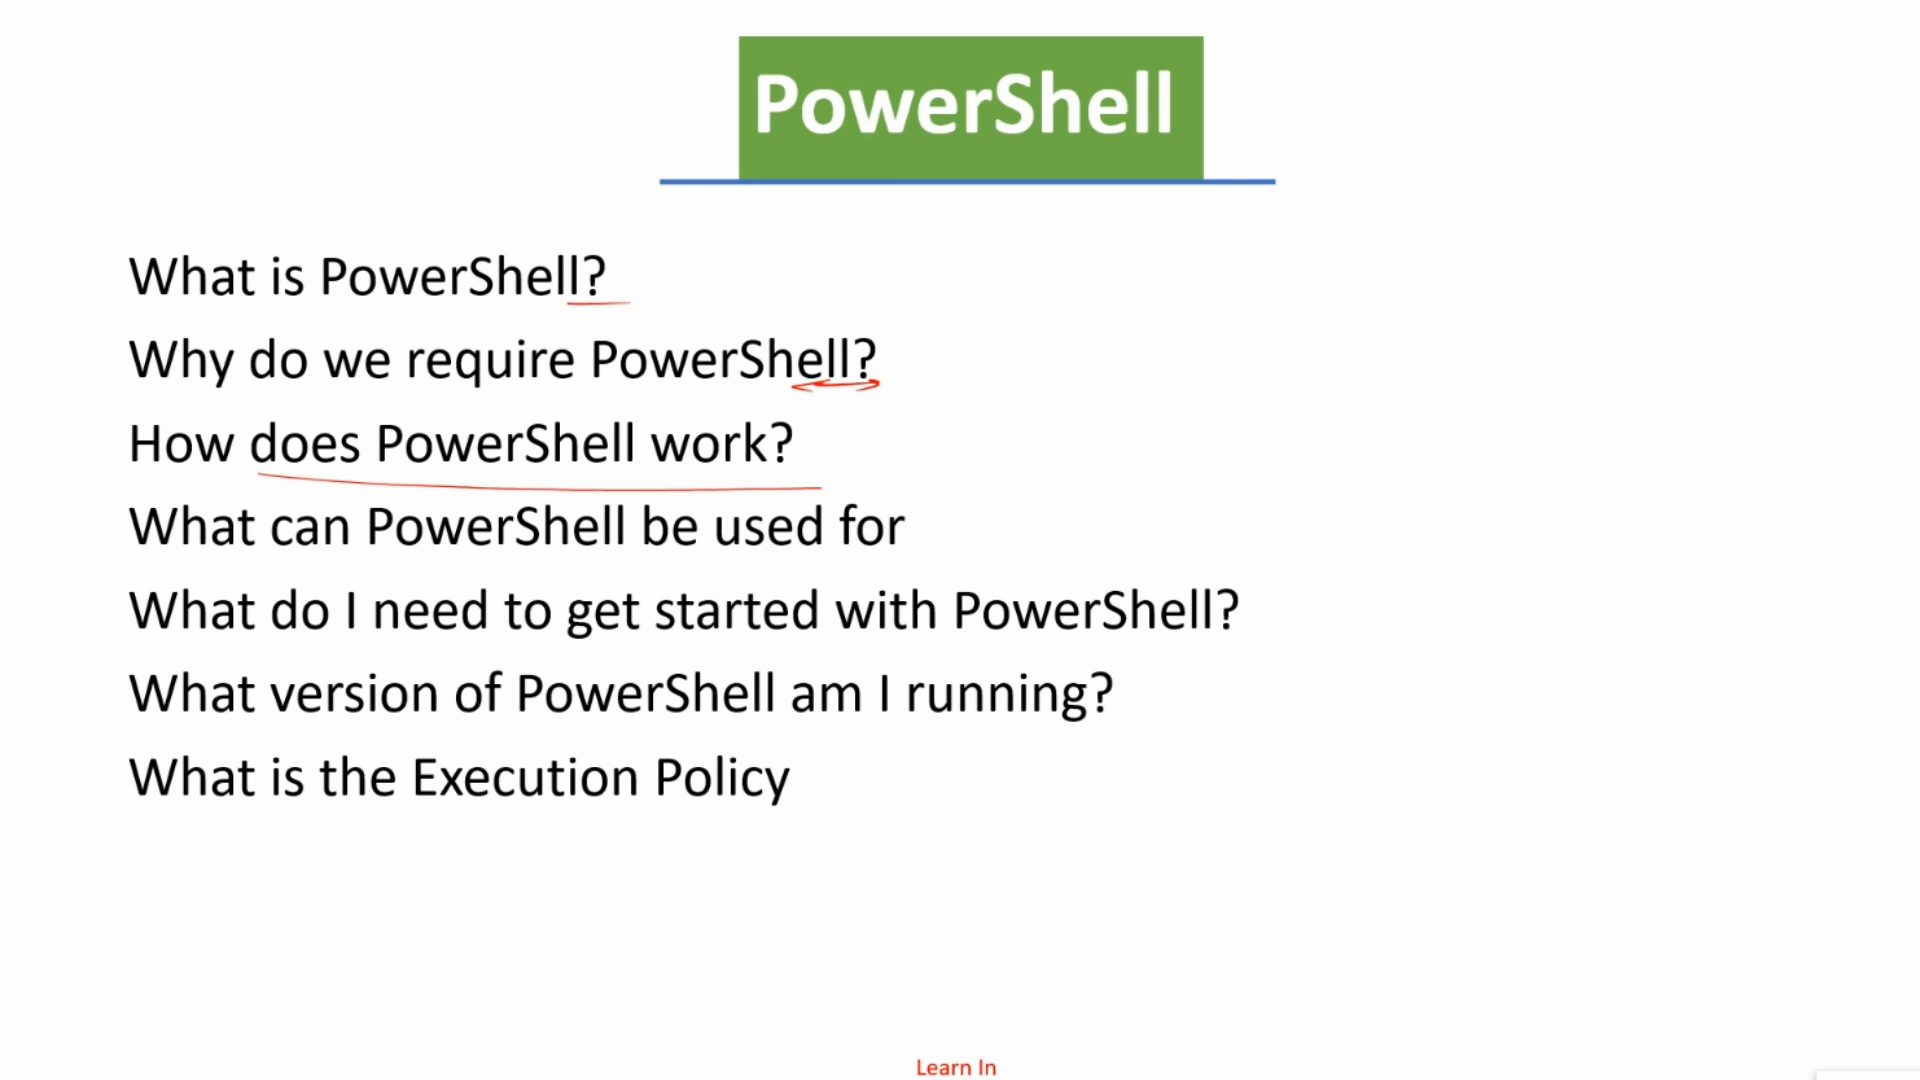 PowerShell
What is PowerShell?
Why do we require PowerShell?
How does PowerShell work?
What can PowerShell be used for
What do I need to get started with PowerShell?
What version of PowerShell am I running?
What is the Execution Policy
Learn In